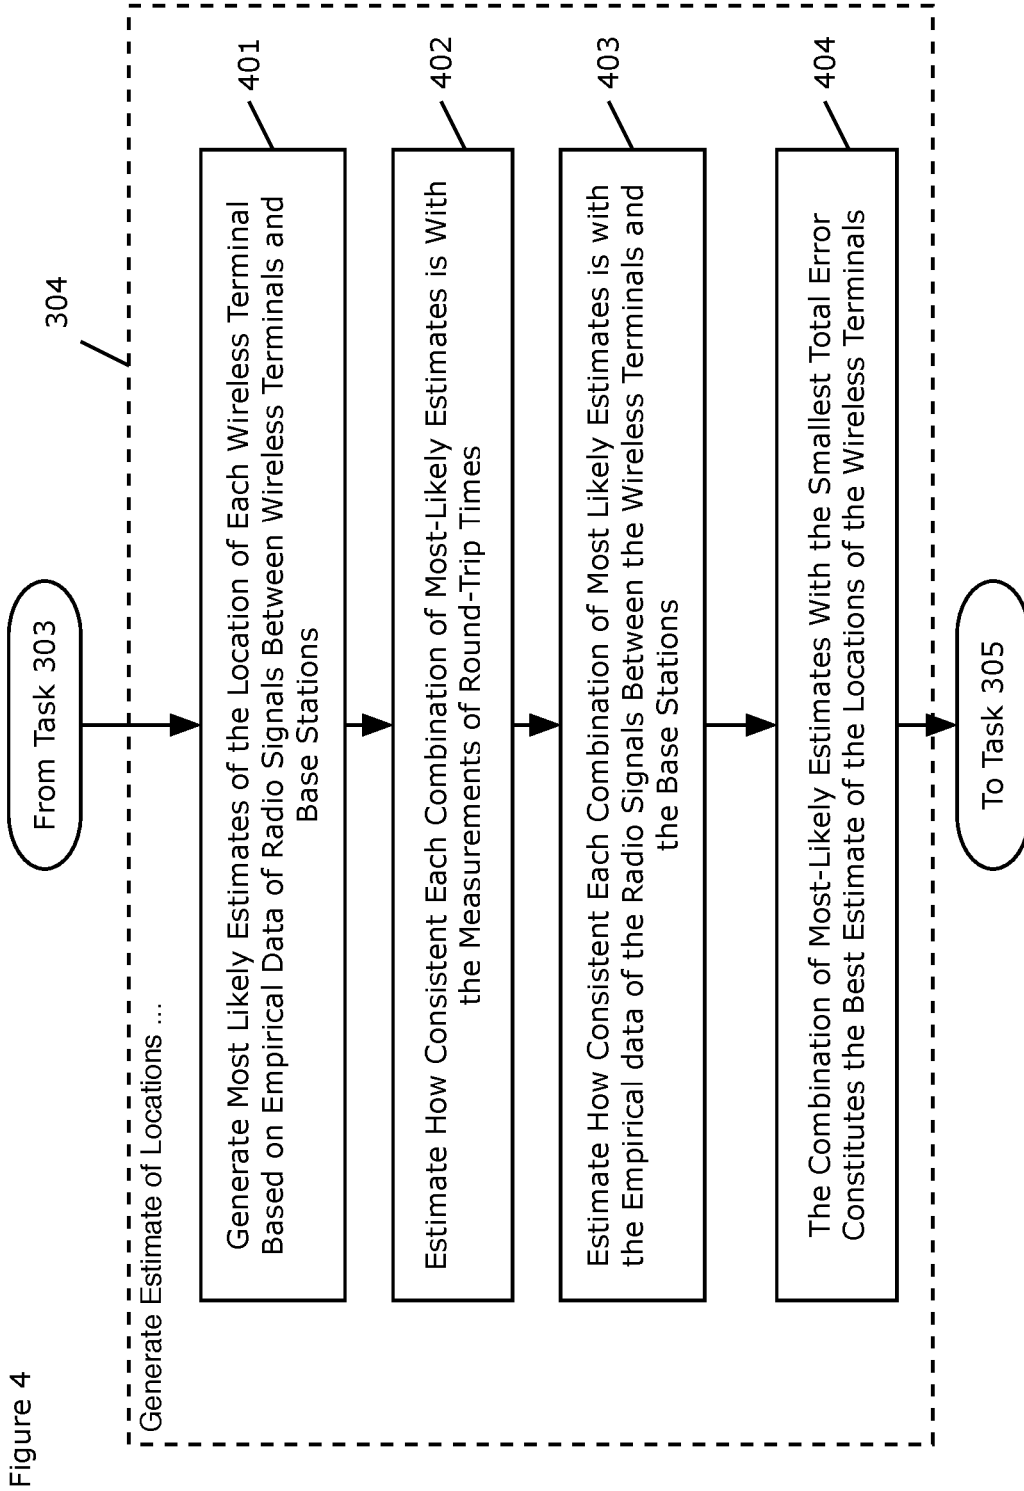 Figure 4
From Task 303
304
Generate Estimate of Locations ...
401
Generate Most Likely Estimates of the Location of Each Wireless Terminal
Based on Empirical Data of Radio Signals Between Wireless Terminals and
Base Stations
402
Estimate How Consistent Each Combination of Most-Likely Estimates is With
the Measurements of Round-Trip Times
403
Estimate How Consistent Each Combination of Most Likely Estimates is with
the Empirical data of the Radio Signals Between the Wireless Terminals and
the Base Stations
404
The Combination of Most-Likely Estimates With the Smallest Total Error
Constitutes the Best Estimate of the Locations of the Wireless Terminals
To Task 305